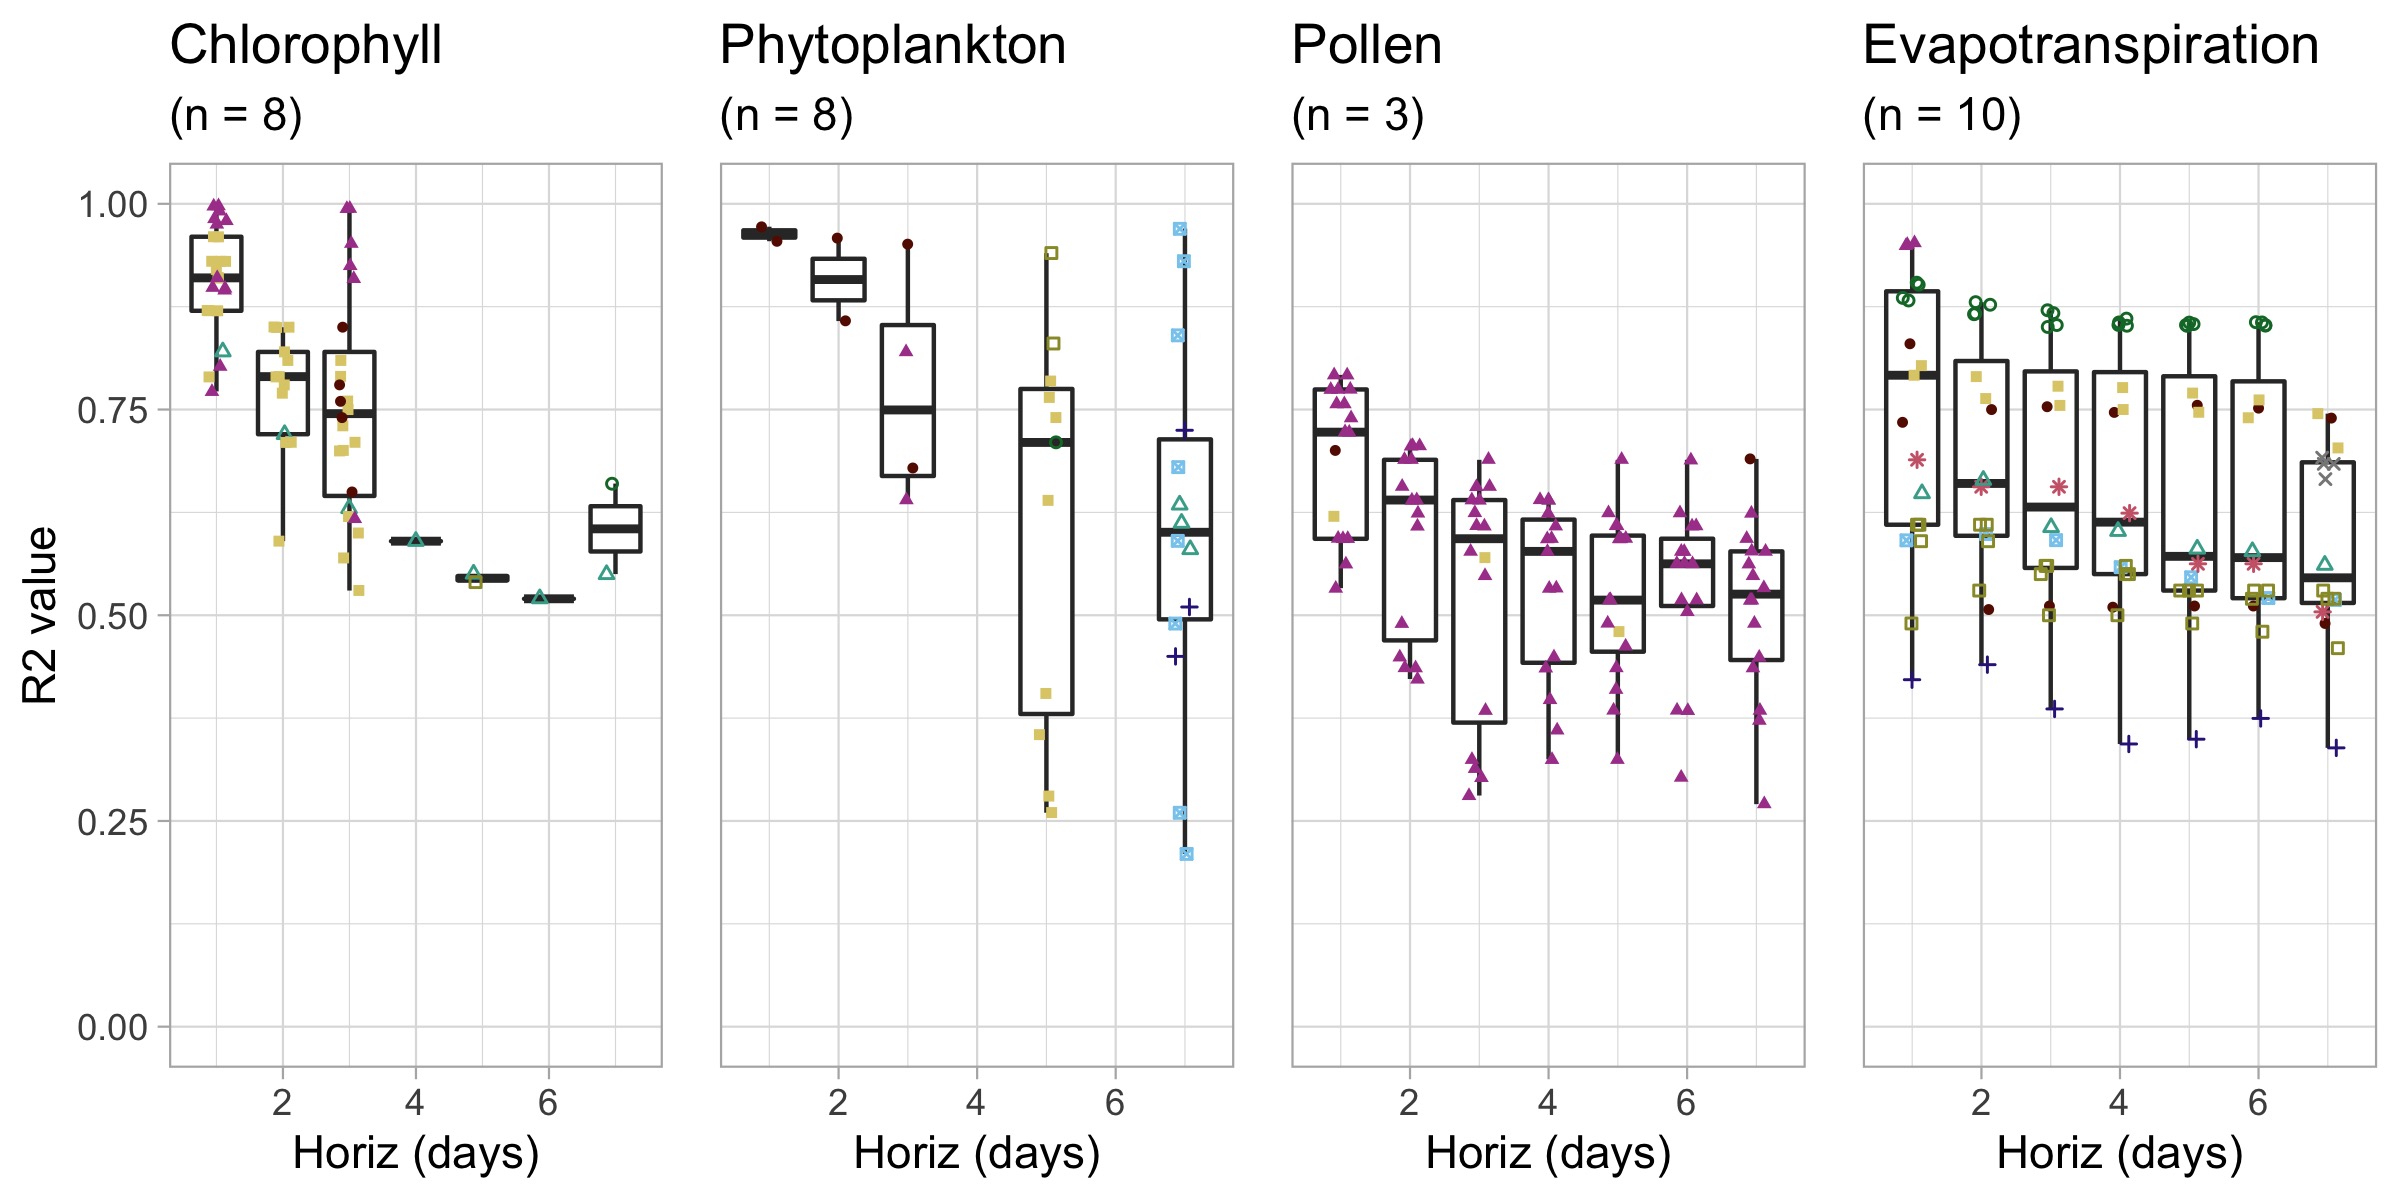 Chlorophyll
(n = 8)
Phytoplankton
(n = 8)
Pollen
(n = 3)
Evapotranspiration
(n = 10)
R2 value
1.00
0.75
0.50
0.25
0.00
2 4 6
2 4 6
2 4 6
2 4 6
Horiz (days)
Horiz (days)
Horiz (days)
Horiz (days)